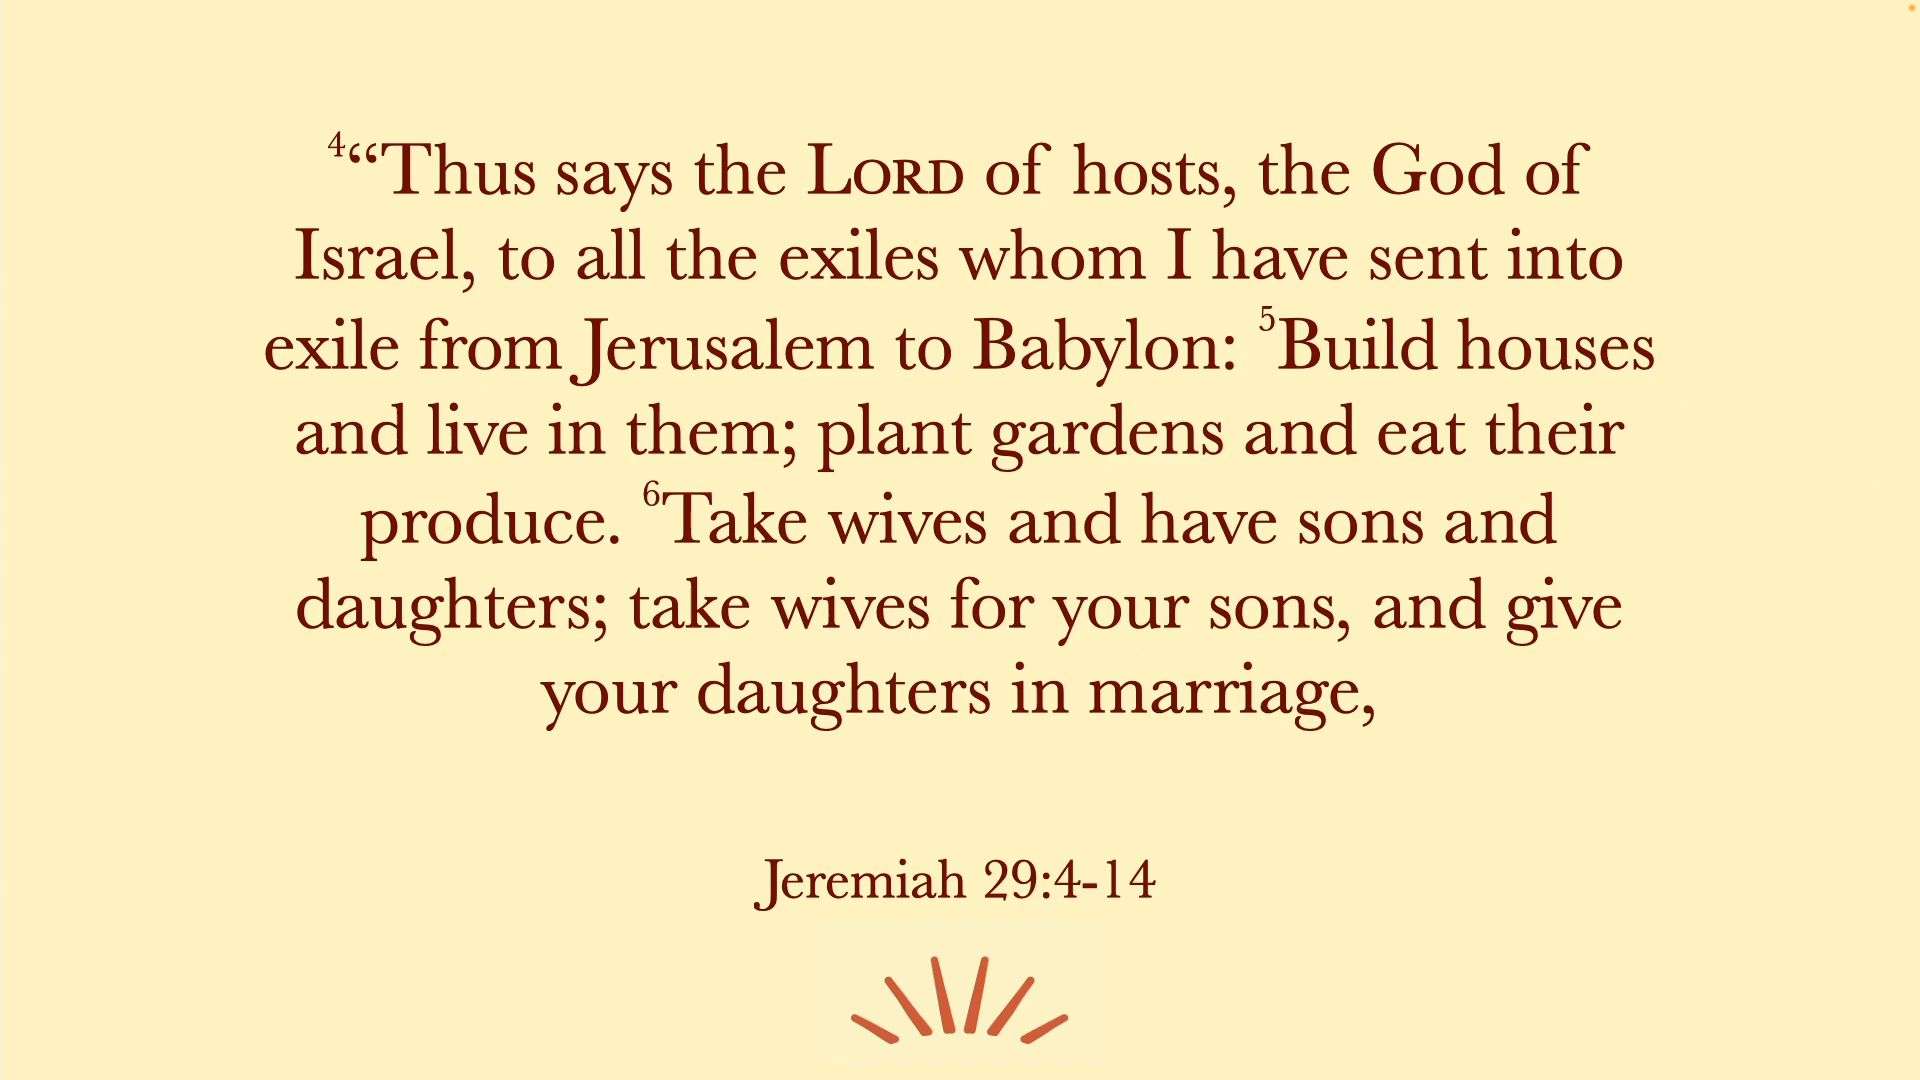 ⁴“Thus says the LORD of hosts, the God of
Israel, to all the exiles whom I have sent into
exile from Jerusalem to Babylon: ⁵Build houses
and live in them; plant gardens and eat their
produce. ⁶Take wives and have sons and
daughters; take wives for your sons, and give
your daughters in marriage,
Jeremiah 29:4-14